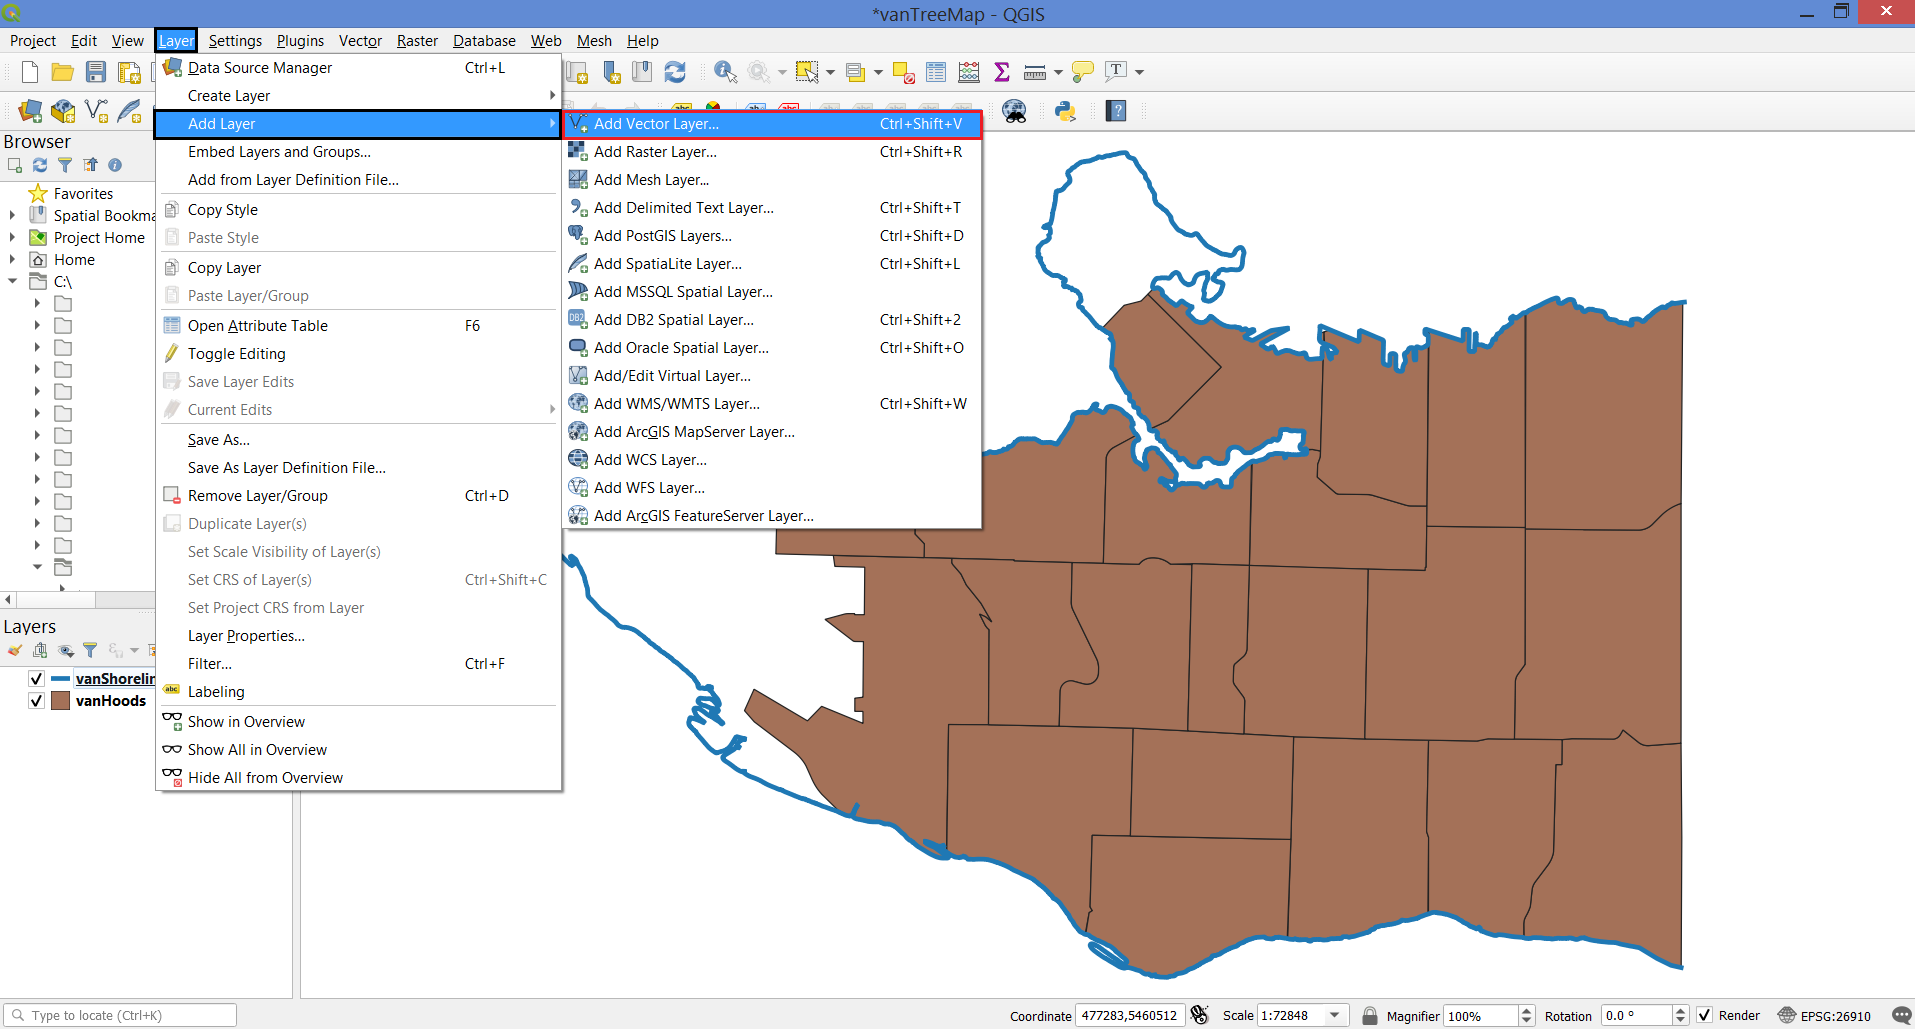 *vanTreeMap - QGIS
Project Edit View Layer Settings Plugins Vector Raster Database Web Mesh Help
Data Source Manager Ctrl+L
Create Layer
Add Layer
Embed Layers and Groups...
Add from Layer Definition File...
Copy Style
Paste Style
Copy Layer
Paste Layer/Group
Open Attribute Table F6
Toggle Editing
Save Layer Edits
Current Edits
Save As...
Save As Layer Definition File...
Remove Layer/Group Ctrl+D
Duplicate Layer(s)
Set Scale Visibility of Layer(s)
Set CRS of Layer(s) Ctrl+Shift+C
Set Project CRS from Layer
Layer Properties...
Filter... Ctrl+F
abc Labeling
Show in Overview
Show All in Overview
Hide All from Overview
Add Vector Layer... Ctrl+Shift+V
Add Raster Layer... Ctrl+Shift+R
Add Mesh Layer...
Add Delimited Text Layer... Ctrl+Shift+T
Add PostGIS Layers... Ctrl+Shift+D
Add SpatiaLite Layer... Ctrl+Shift+L
Add MSSQL Spatial Layer...
DB2 Add DB2 Spatial Layer... Ctrl+Shift+2
Add Oracle Spatial Layer... Ctrl+Shift+O
Add/Edit Virtual Layer...
Add WMS/WMTS Layer... Ctrl+Shift+W
Add ArcGIS MapServer Layer...
Add WCS Layer...
Add WFS Layer...
Add ArcGIS FeatureServer Layer...
Browser
Favorites
Spatial Bookma
Project Home
Home
C:\
Layers
vanShorelin
vanHoods
Type to locate (Ctrl+K)
Coordinate 477283,5460512 Scale 1:72848 Magnifier 100% Rotation 0.0 ° Render EPSG:26910